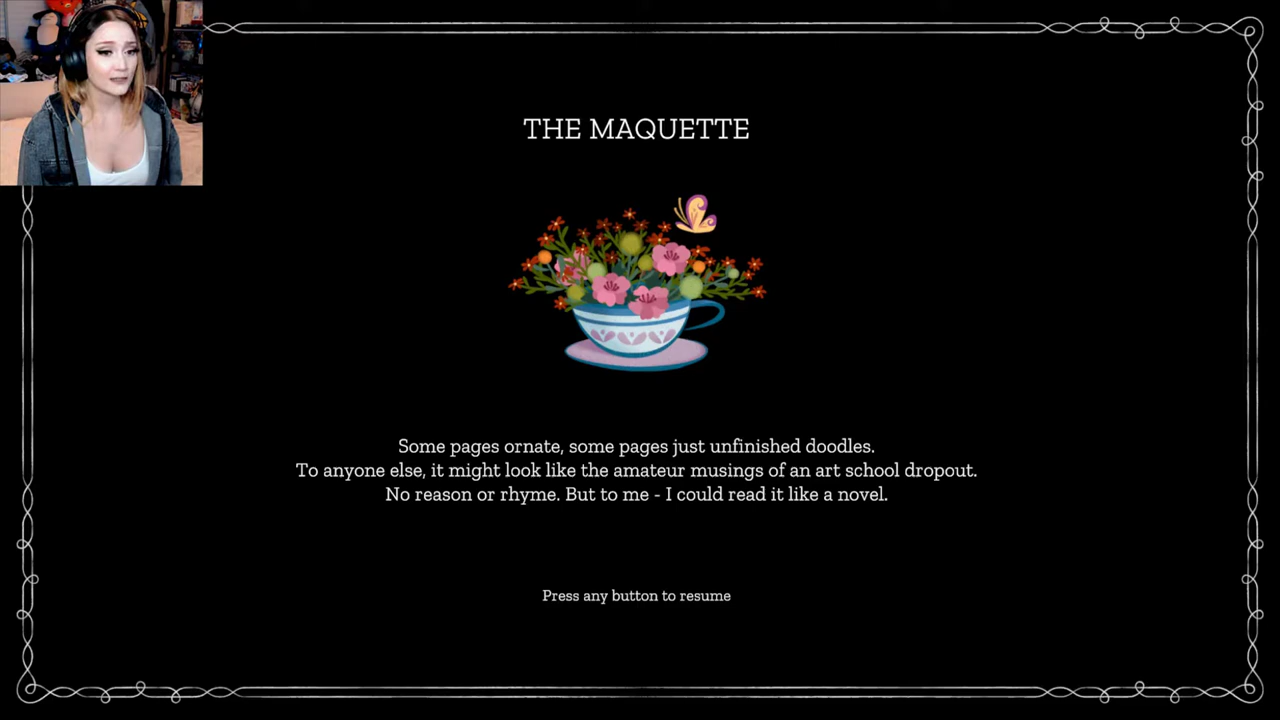 THE MAQUETTE
Some pages ornate, some pages just unfinished doodles.
To anyone else, it might look like the amateur musings of an art school dropout.
No reason or rhyme. But to me - I could read it like a novel.
Press any button to resume